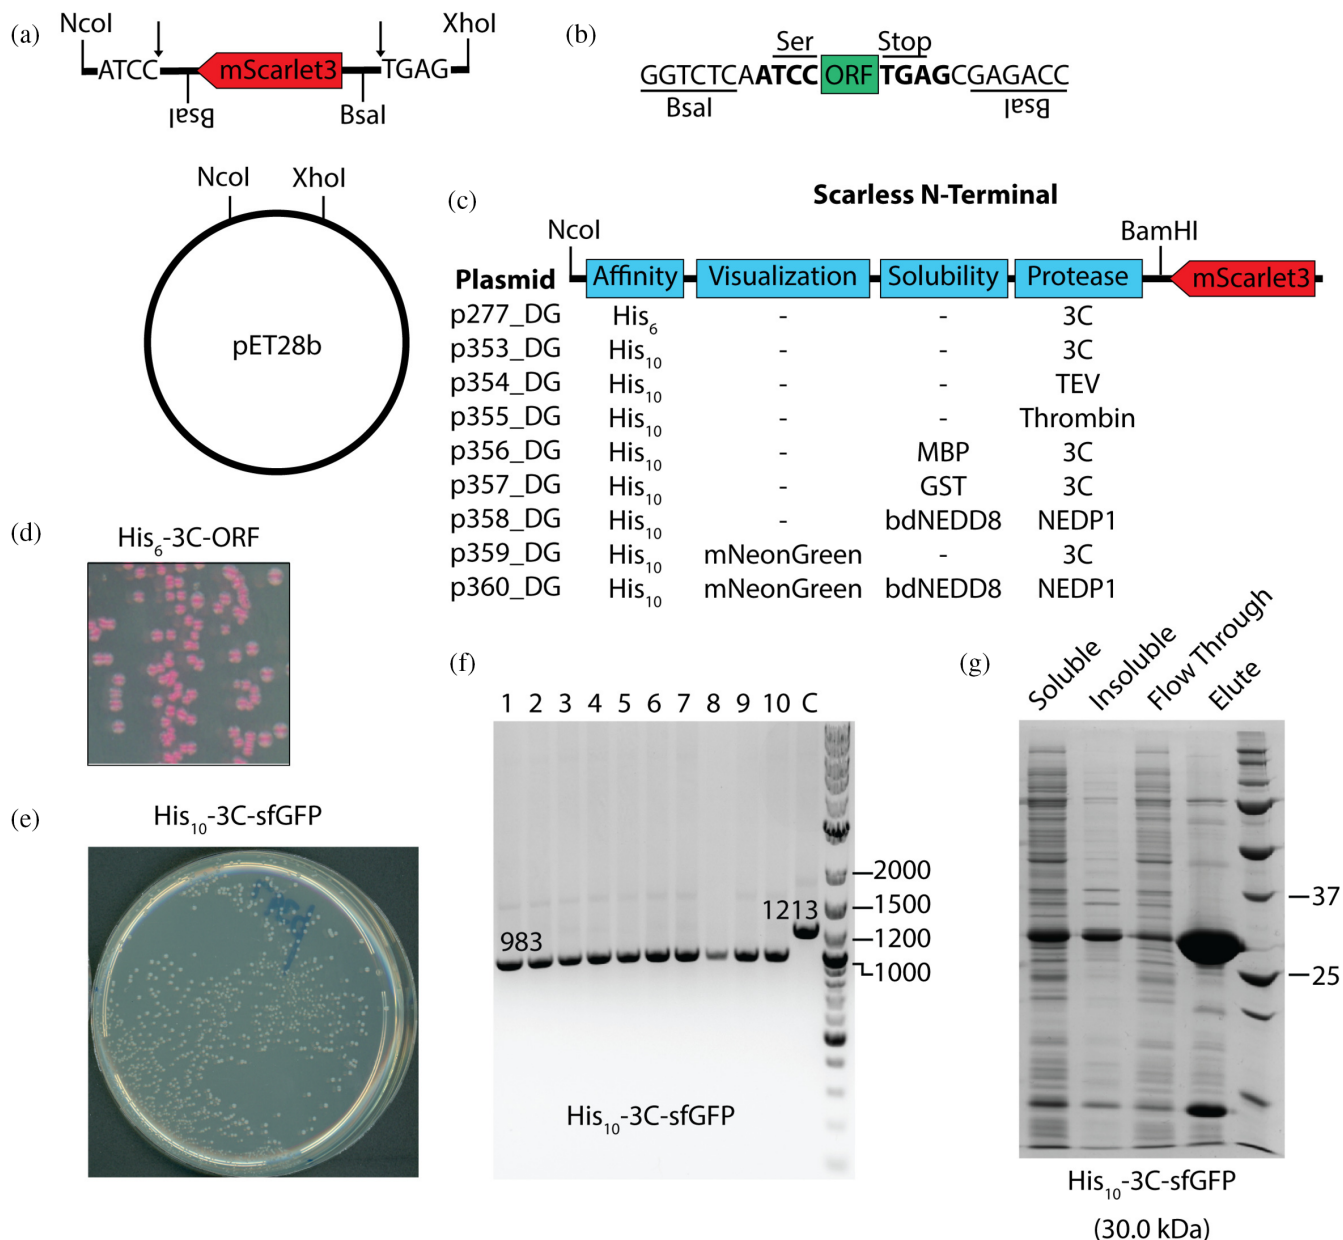 (a)
NcoI
XhoI
ATCC
mScarlet3
TGAG
BsaI
BsaI
NcoI
XhoI
pET28b
(b)
Ser
Stop
GGTCTCAATCC ORF TGAGCGAGACC
BsaI
BsaI
(c)
Scarless N-Terminal
NcoI
BamHI
Plasmid
Affinity
Visualization
Solubility
Protease
mScarlet3
p277_DG His6 - - 3C
p353_DG His10 - - 3C
p354_DG His10 - - TEV
p355_DG His10 - - Thrombin
p356_DG His10 - MBP 3C
p357_DG His10 - GST 3C
p358_DG His10 - bdNEDD8 NEDP1
p359_DG His10 mNeonGreen - 3C
p360_DG His10 mNeonGreen bdNEDD8 NEDP1
(d)
His6-3C-ORF
(e)
His10-3C-sfGFP
(f)
1 2 3 4 5 6 7 8 9 10 C
983
1213
2000
1500
1200
1000
His10-3C-sfGFP
(g)
Soluble
Insoluble
Flow Through
Elute
37
25
His10-3C-sfGFP
(30.0 kDa)